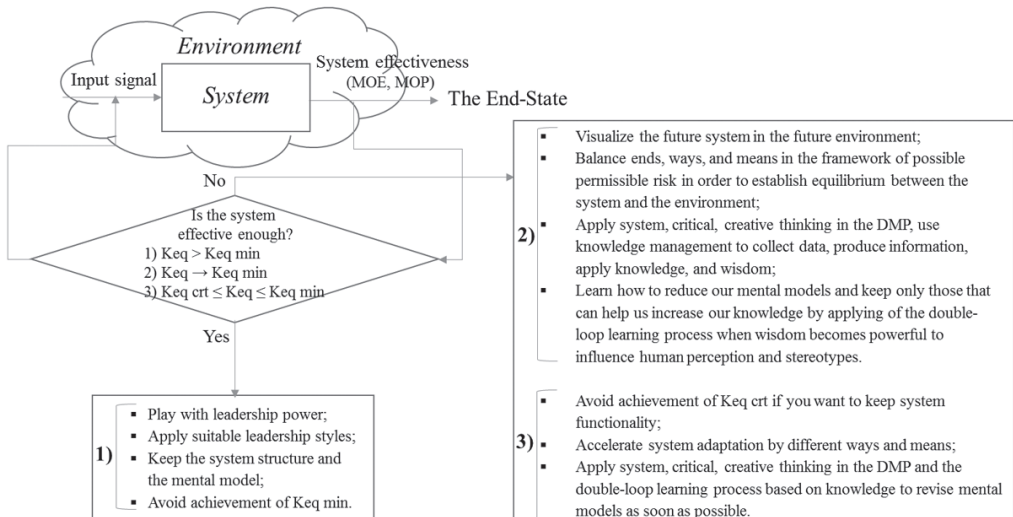 Environment
Input signal
System
System effectiveness
(MOE, MOP)
The End-State
No
Is the system
effective enough?
1) Keq > Keq min
2) Keq → Keq min
3) Keq crt ≤ Keq ≤ Keq min
Yes
1)
▪ Play with leadership power;
▪ Apply suitable leadership styles;
▪ Keep the system structure and
the mental model;
▪ Avoid achievement of Keq min.
2)
▪ Visualize the future system in the future environment;
▪ Balance ends, ways, and means in the framework of possible
permissible risk in order to establish equilibrium between the
system and the environment;
▪ Apply system, critical, creative thinking in the DMP, use
knowledge management to collect data, produce information,
apply knowledge, and wisdom;
▪ Learn how to reduce our mental models and keep only those that
can help us increase our knowledge by applying of the double-
loop learning process when wisdom becomes powerful to
influence human perception and stereotypes.
3)
▪ Avoid achievement of Keq crt if you want to keep system
functionality;
▪ Accelerate system adaptation by different ways and means;
▪ Apply system, critical, creative thinking in the DMP and the
double-loop learning process based on knowledge to revise mental
models as soon as possible.